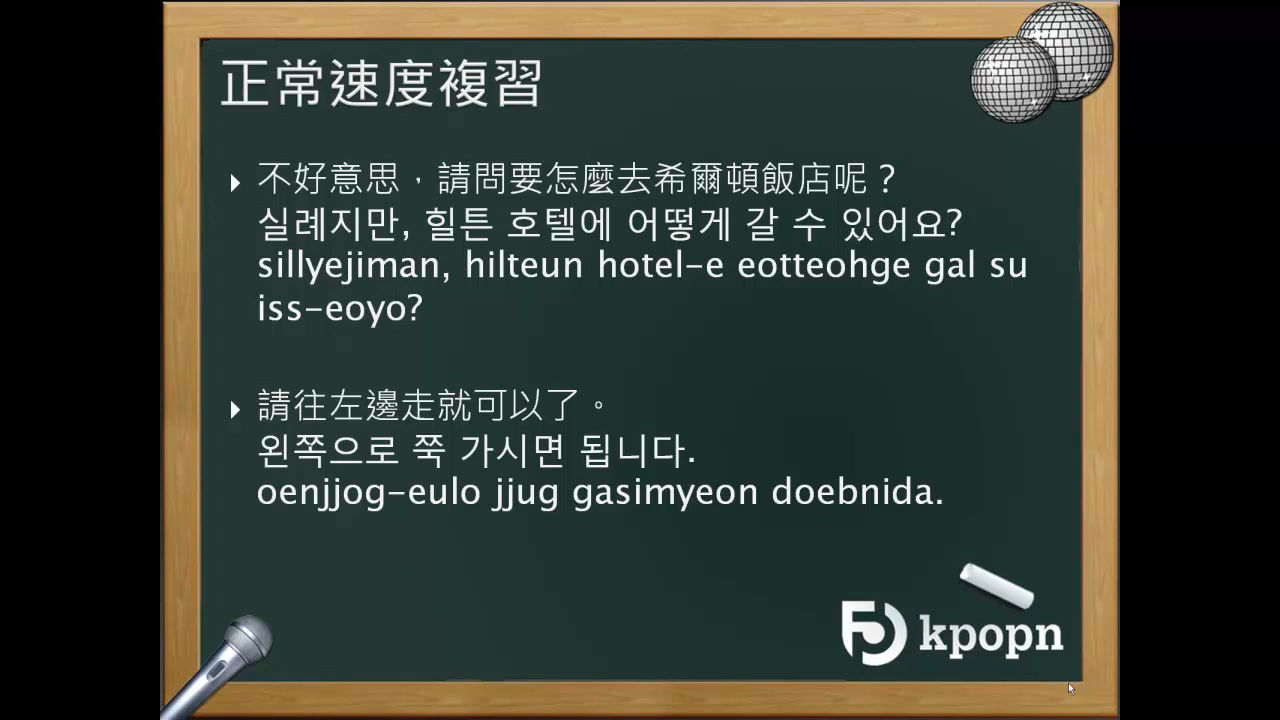 正常速度複習
不好意思，請問要怎麼去希爾頓飯店呢？
실례지만, 힐튼 호텔에 어떻게 갈 수 있어요?
sillyejiman, hilteun hotel-e eotteohge gal su
iss-eoyo?
請往左邊走就可以了。
왼쪽으로 쭉 가시면 됩니다.
oenjjog-eulo jjug gasimyeon doebnida.
kpopn